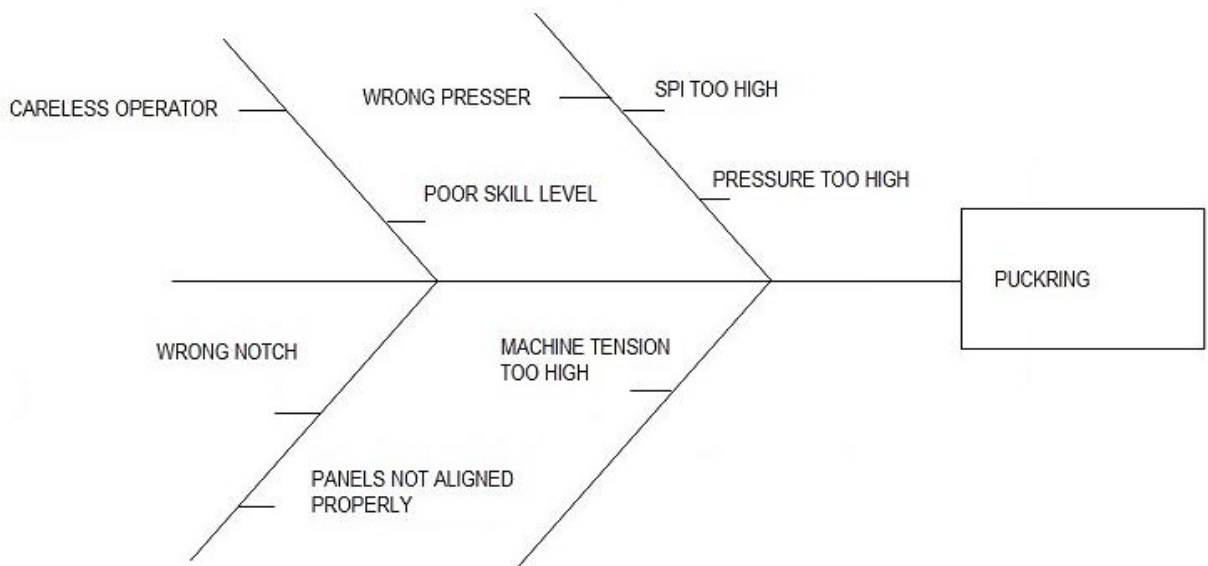 WRONG PRESSER
SPI TOO HIGH
CARELESS OPERATOR
PRESSURE TOO HIGH
POOR SKILL LEVEL
PUCKRING
WRONG NOTCH
MACHINE TENSION
TOO HIGH
PANELS NOT ALIGNED
PROPERLY